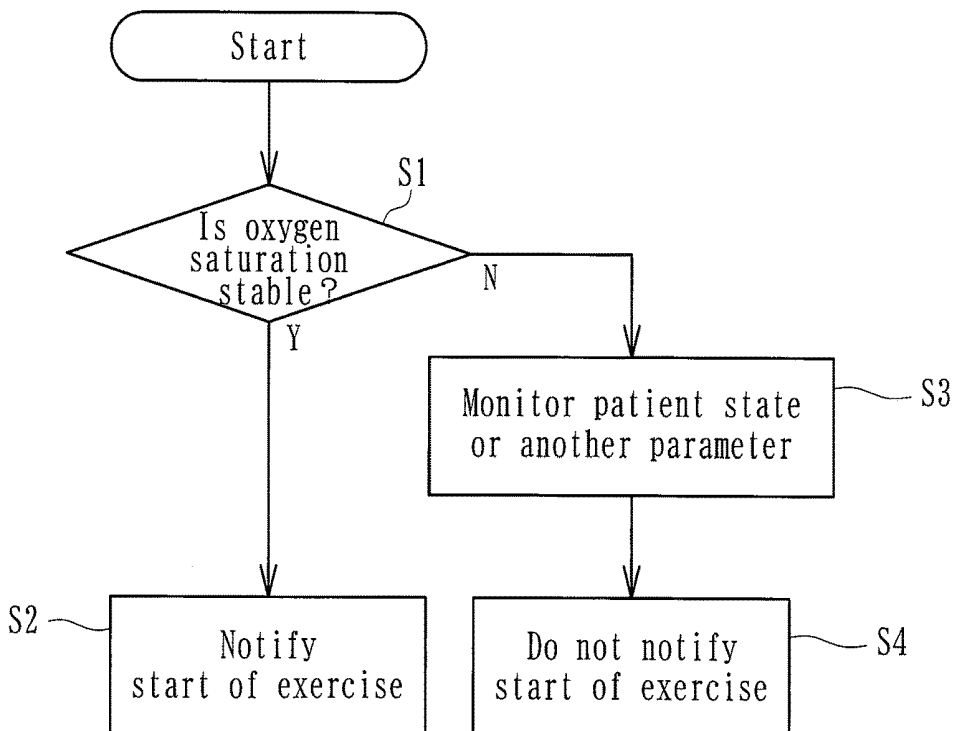 Start
S1
Is oxygen
saturation
stable?
N
Y
Monitor patient state
or another parameter
S3
S2
Notify
start of exercise
Do not notify
start of exercise
S4